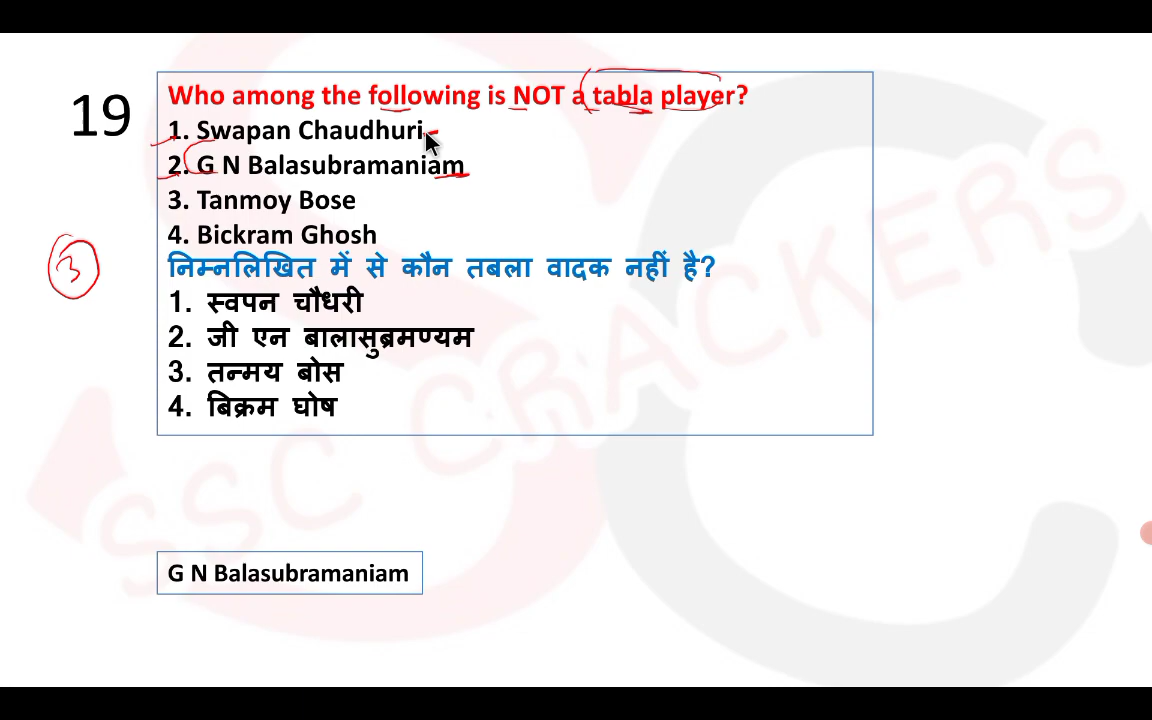 19
Who among the following is NOT a tabla player?
1. Swapan Chaudhuri
2. G N Balasubramaniam
3. Tanmoy Bose
4. Bickram Ghosh
3
निम्नलिखित में से कौन तबला वादक नहीं है?
1. स्वपन चौधरी
2. जी एन बालासुब्रमण्यम
3. तन्मय बोस
4. बिक्रम घोष
SSC CRACKERS
G N Balasubramaniam